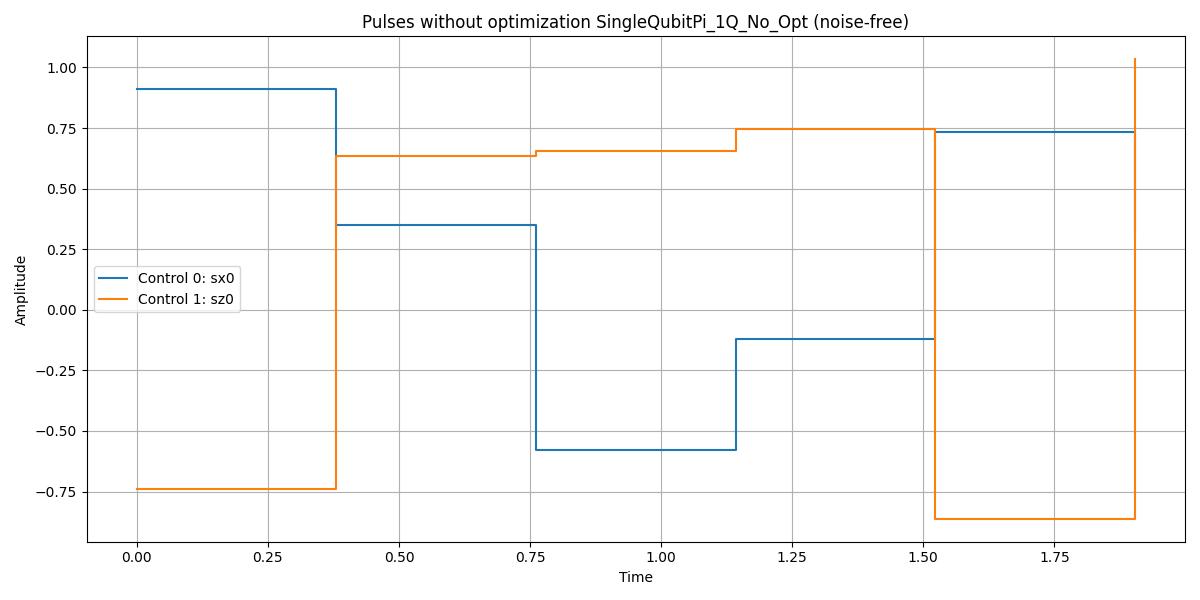 Pulses without optimization SingleQubitPi_1Q_No_Opt (noise-free)
Amplitude
1.00
0.75
0.50
0.25
0.00
−0.25
−0.50
−0.75
Control 0: sx0
Control 1: sz0
0.00 0.25 0.50 0.75 1.00 1.25 1.50 1.75
Time